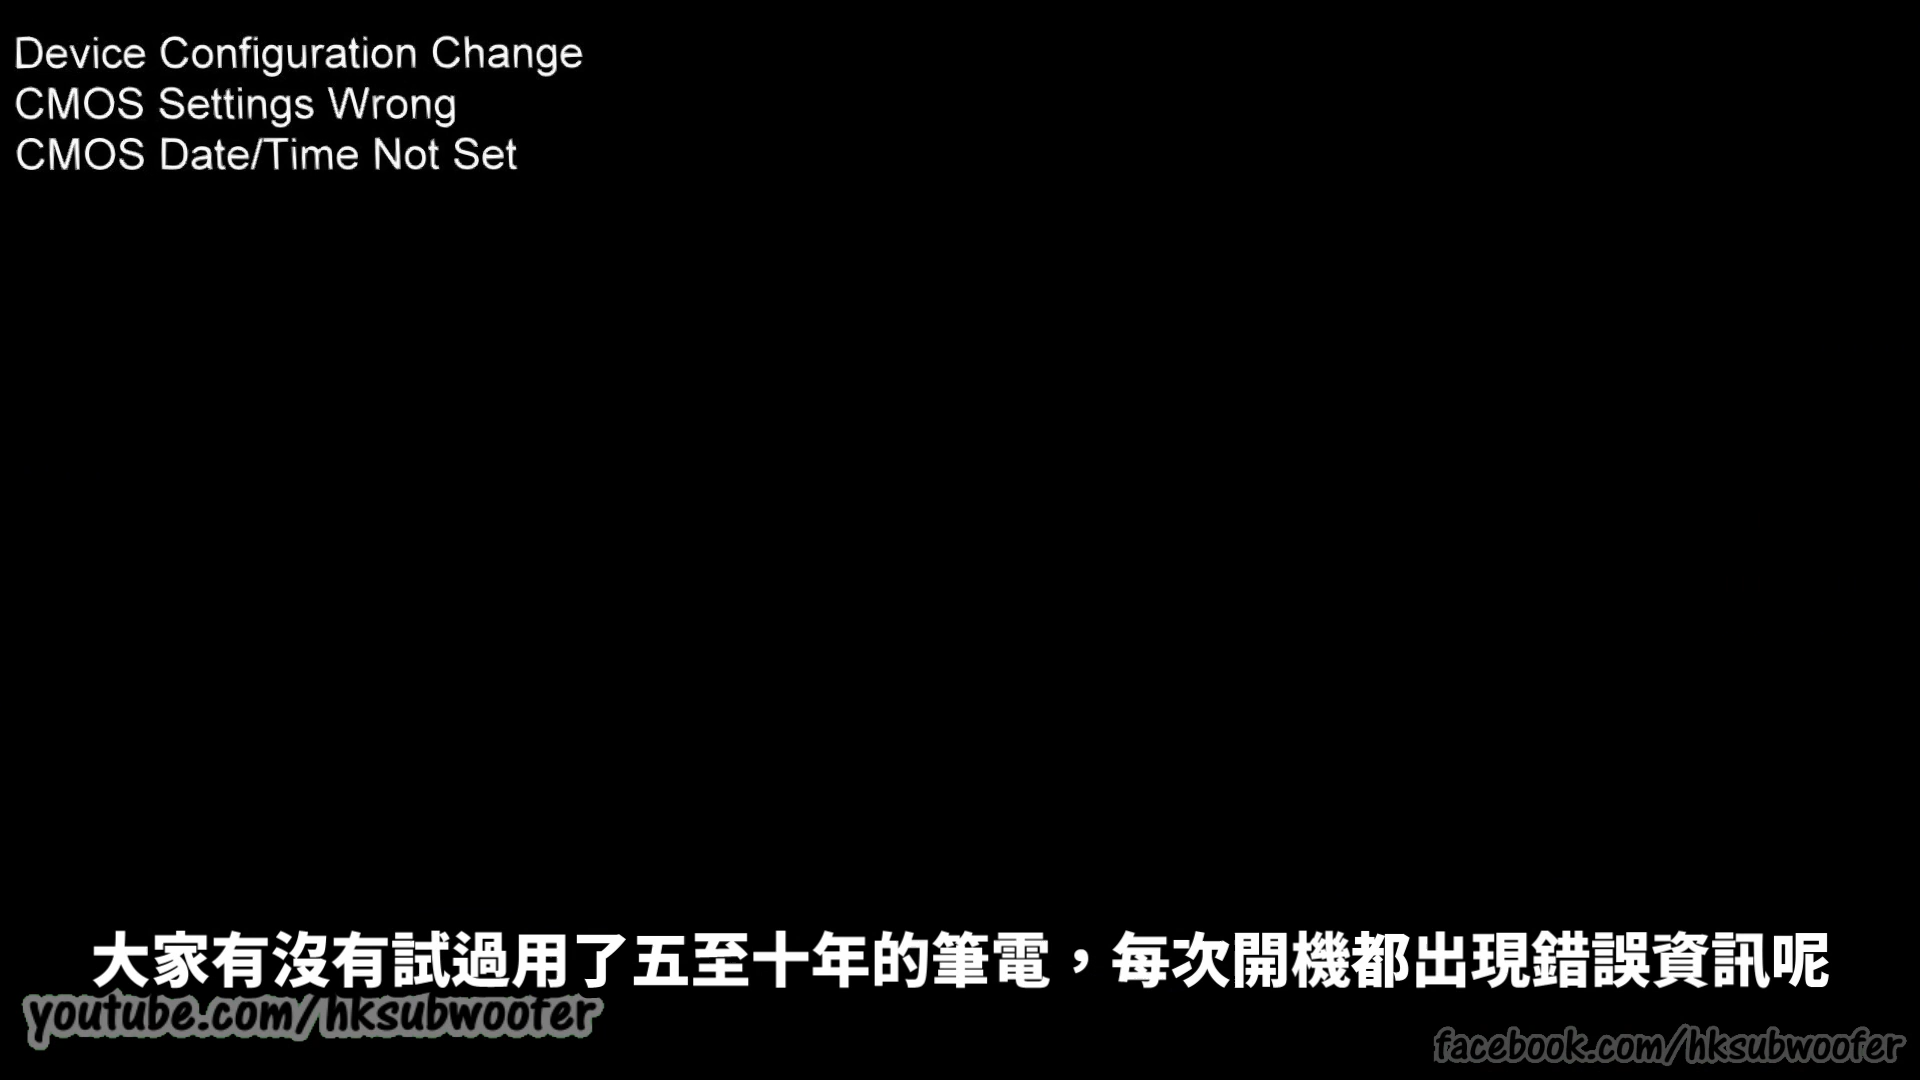 Device Configuration Change
CMOS Settings Wrong
CMOS Date/Time Not Set
大家有沒有試過用了五至十年的筆電，每次開機都出現錯誤資訊呢
youtube.com/hksubwoofer
facebook.com/hksubwoofer